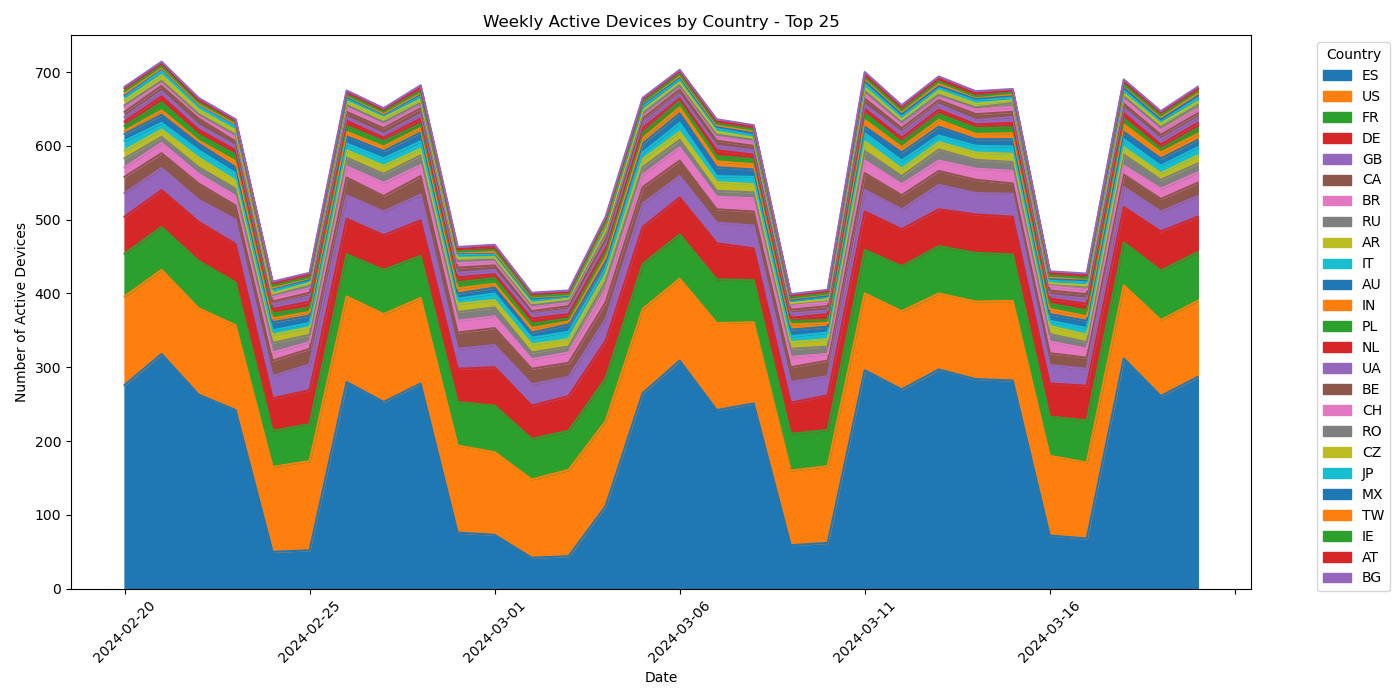 Weekly Active Devices by Country - Top 25
Number of Active Devices
700
600
500
400
300
200
100
0
2024-02-20
2024-02-25
2024-03-01
2024-03-06
2024-03-11
2024-03-16
Date
Country
ES
US
FR
DE
GB
CA
BR
RU
AR
IT
AU
IN
PL
NL
UA
BE
CH
RO
CZ
JP
MX
TW
IE
AT
BG